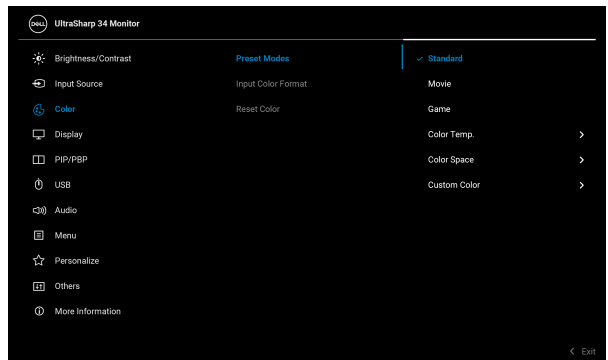 DELL UltraSharp 34 Monitor
Brightness/Contrast
Input Source
Color
Display
PIP/PBP
USB
Audio
Menu
Personalize
Others
More Information
Preset Modes
Input Color Format
Reset Color
Standard
Movie
Game
Color Temp.
Color Space
Custom Color
Exit